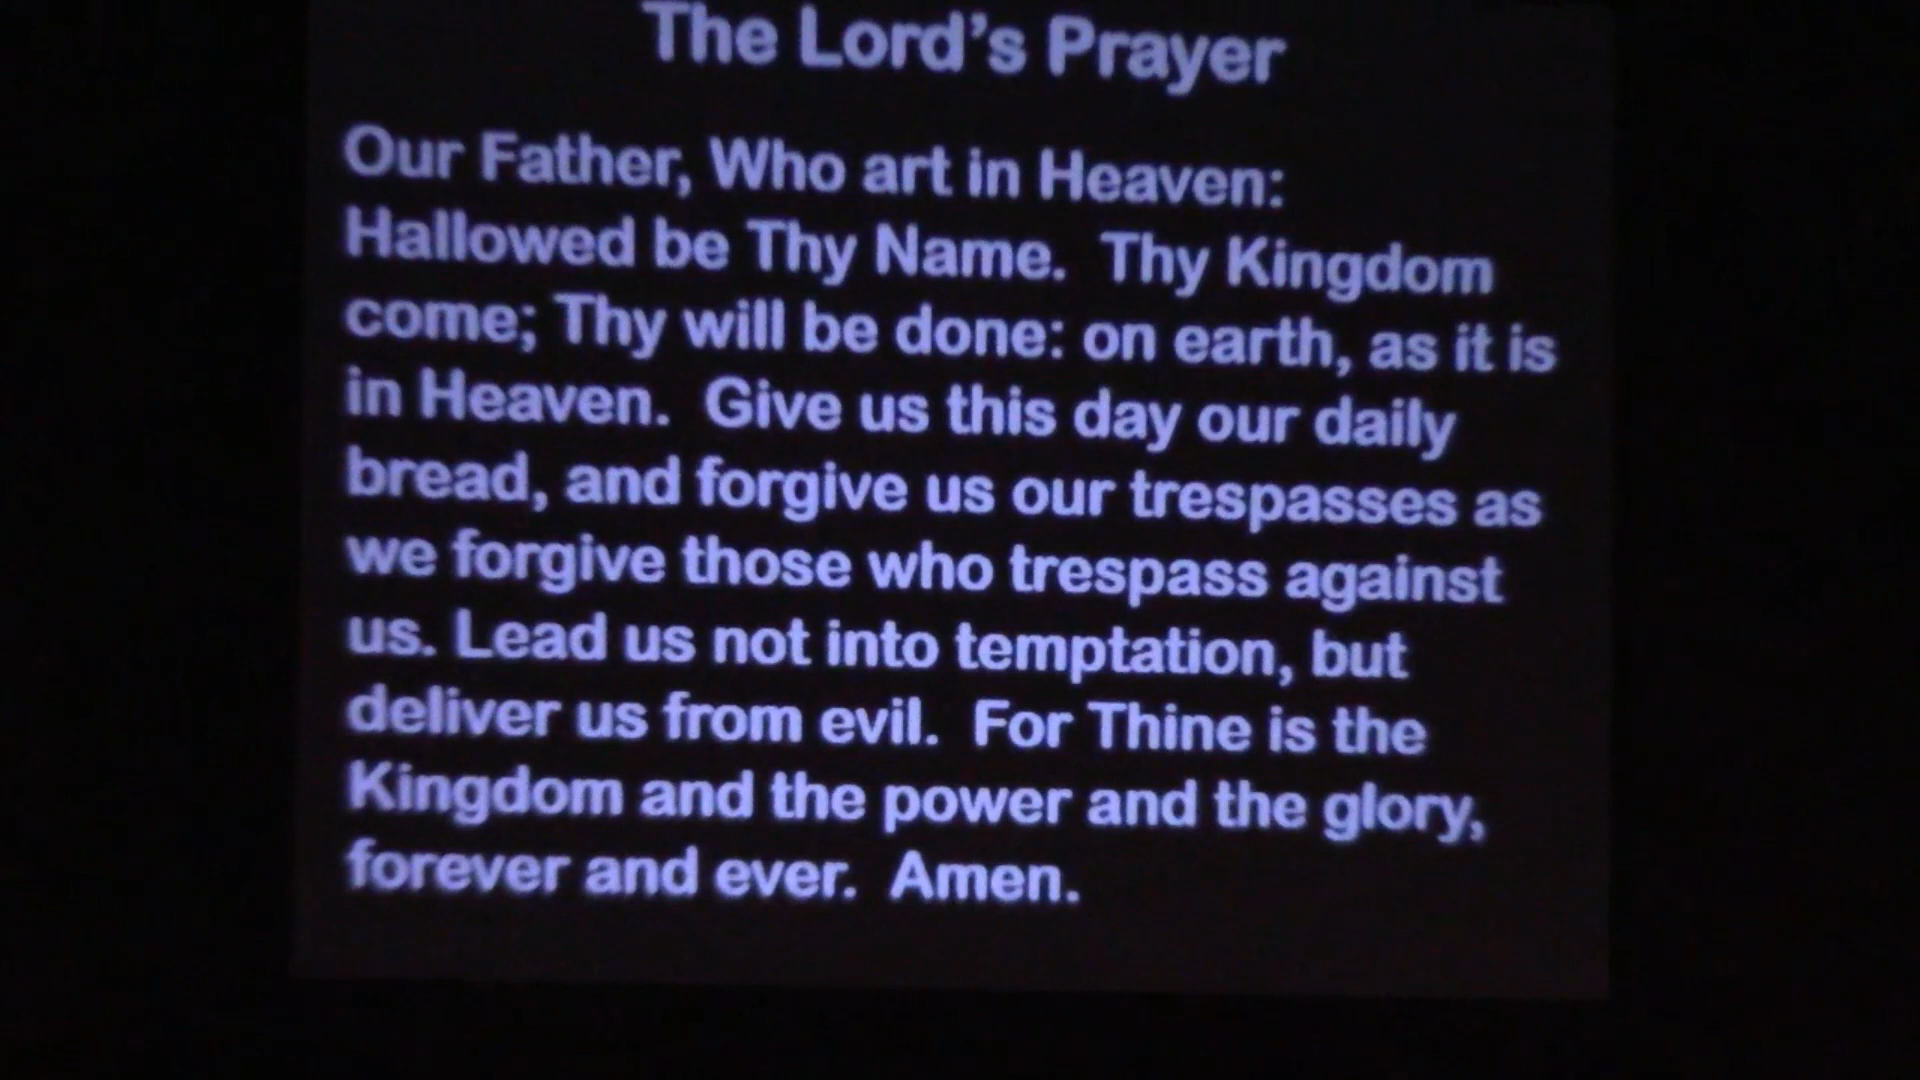 The Lord's Prayer
Our Father, Who art in Heaven:
Hallowed be Thy Name.  Thy Kingdom
come; Thy will be done: on earth, as it is
in Heaven.  Give us this day our daily
bread, and forgive us our trespasses as
we forgive those who trespass against
us. Lead us not into temptation, but
deliver us from evil.  For Thine is the
Kingdom and the power and the glory,
forever and ever.  Amen.